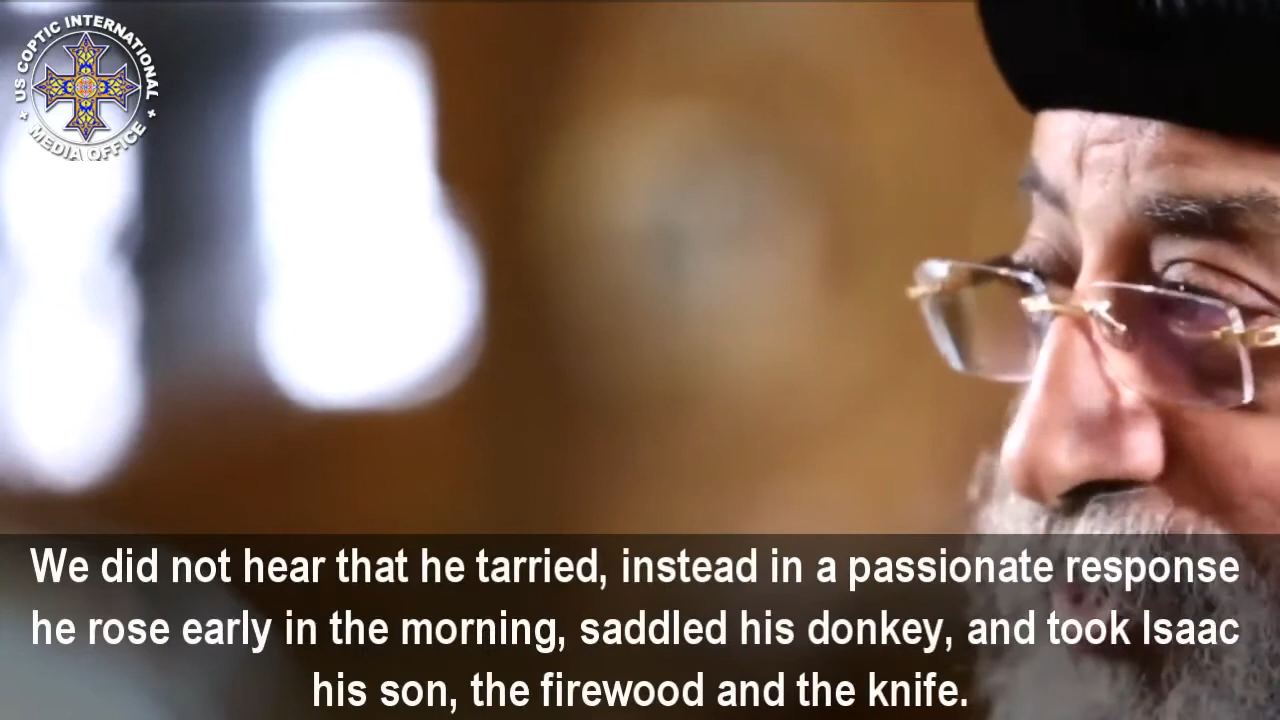 US COPTIC INTERNATIONAL
MEDIA OFFICE
We did not hear that he tarried, instead in a passionate response
he rose early in the morning, saddled his donkey, and took Isaac
his son, the firewood and the knife.